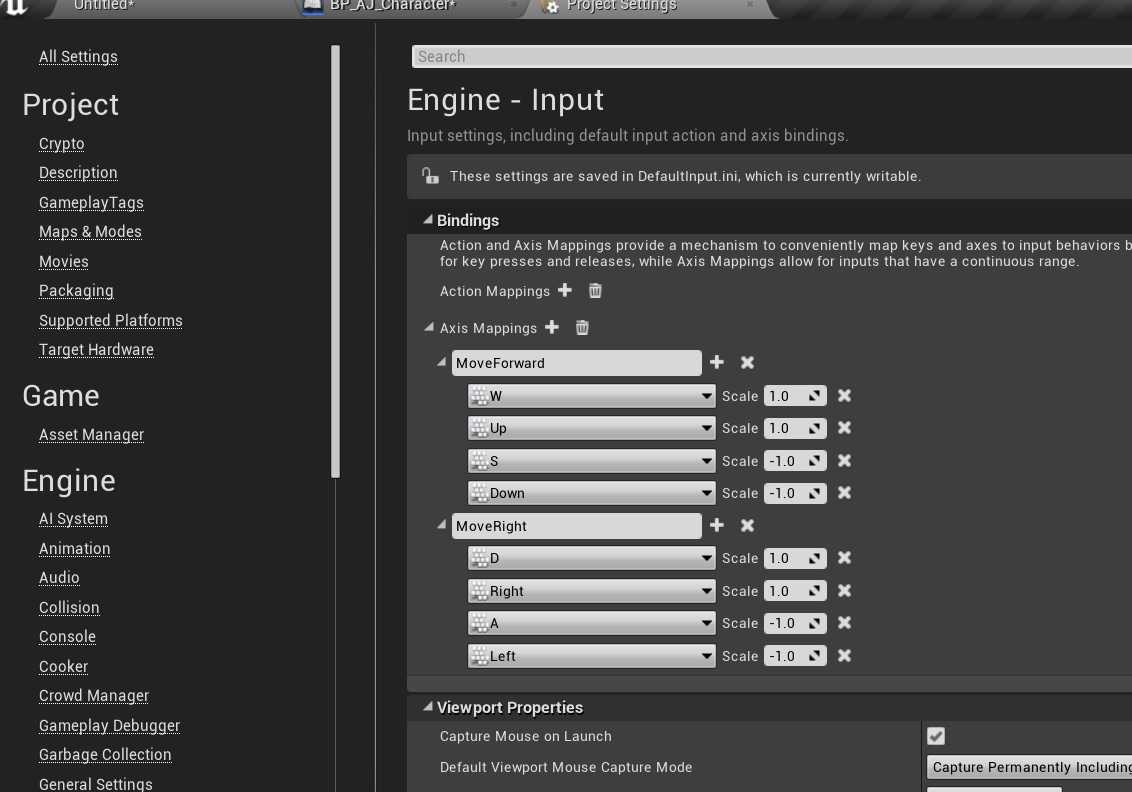 Untitled*
BP_AJ_Character*
Project Settings
All Settings
Project
Crypto
Description
GameplayTags
Maps & Modes
Movies
Packaging
Supported Platforms
Target Hardware
Game
Asset Manager
Engine
AI System
Animation
Audio
Collision
Console
Cooker
Crowd Manager
Gameplay Debugger
Garbage Collection
General Settings
Search
Engine - Input
Input settings, including default input action and axis bindings.
These settings are saved in DefaultInput.ini, which is currently writable.
Bindings
Action and Axis Mappings provide a mechanism to conveniently map keys and axes to input behaviors b
for key presses and releases, while Axis Mappings allow for inputs that have a continuous range.
Action Mappings
Axis Mappings
MoveForward
W Scale 1.0
Up Scale 1.0
S Scale -1.0
Down Scale -1.0
MoveRight
D Scale 1.0
Right Scale 1.0
A Scale -1.0
Left Scale -1.0
Viewport Properties
Capture Mouse on Launch
Default Viewport Mouse Capture Mode Capture Permanently Including